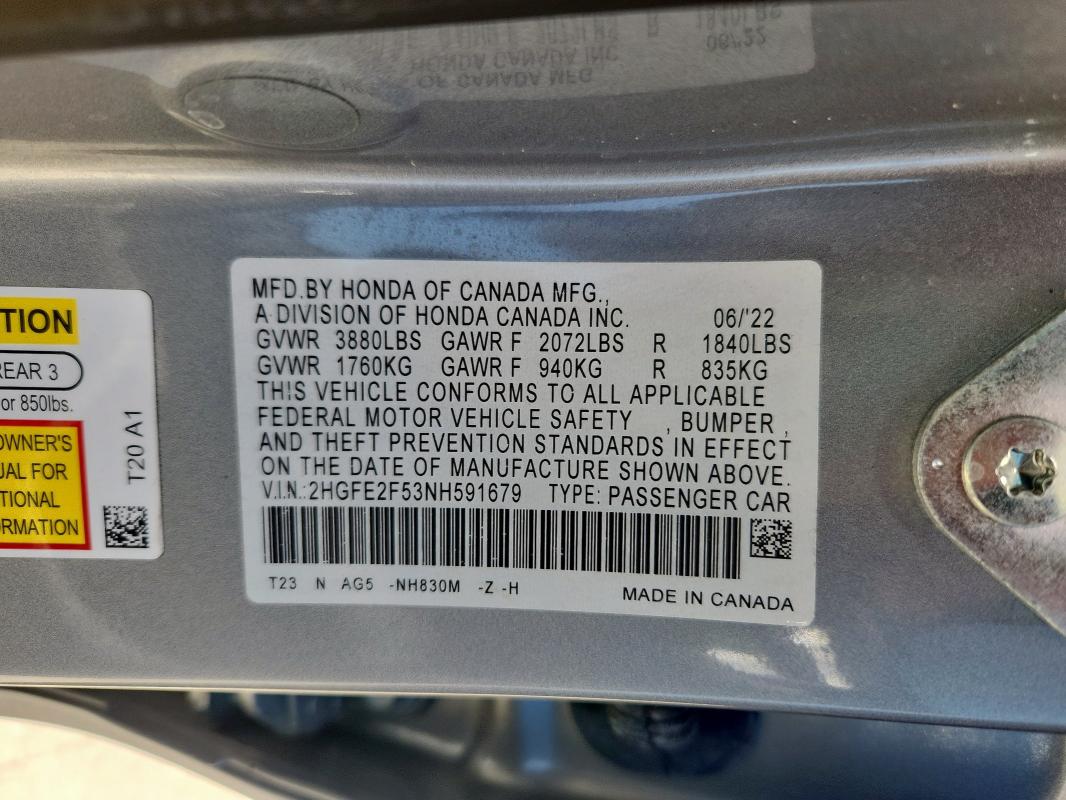 TION
REAR 3
or 850lbs.
OWNER'S
UAL FOR
TIONAL
ORMATION
T20 A1
MFD.BY HONDA OF CANADA MFG.,
A DIVISION OF HONDA CANADA INC. 06/'22
GVWR 3880LBS GAWR F 2072LBS R 1840LBS
GVWR 1760KG GAWR F 940KG R 835KG
THIS VEHICLE CONFORMS TO ALL APPLICABLE
FEDERAL MOTOR VEHICLE SAFETY , BUMPER ,
AND THEFT PREVENTION STANDARDS IN EFFECT
ON THE DATE OF MANUFACTURE SHOWN ABOVE.
V.I.N.:2HGFE2F53NH591679 TYPE: PASSENGER CAR
T23 N AG5 -NH830M -Z -H
MADE IN CANADA